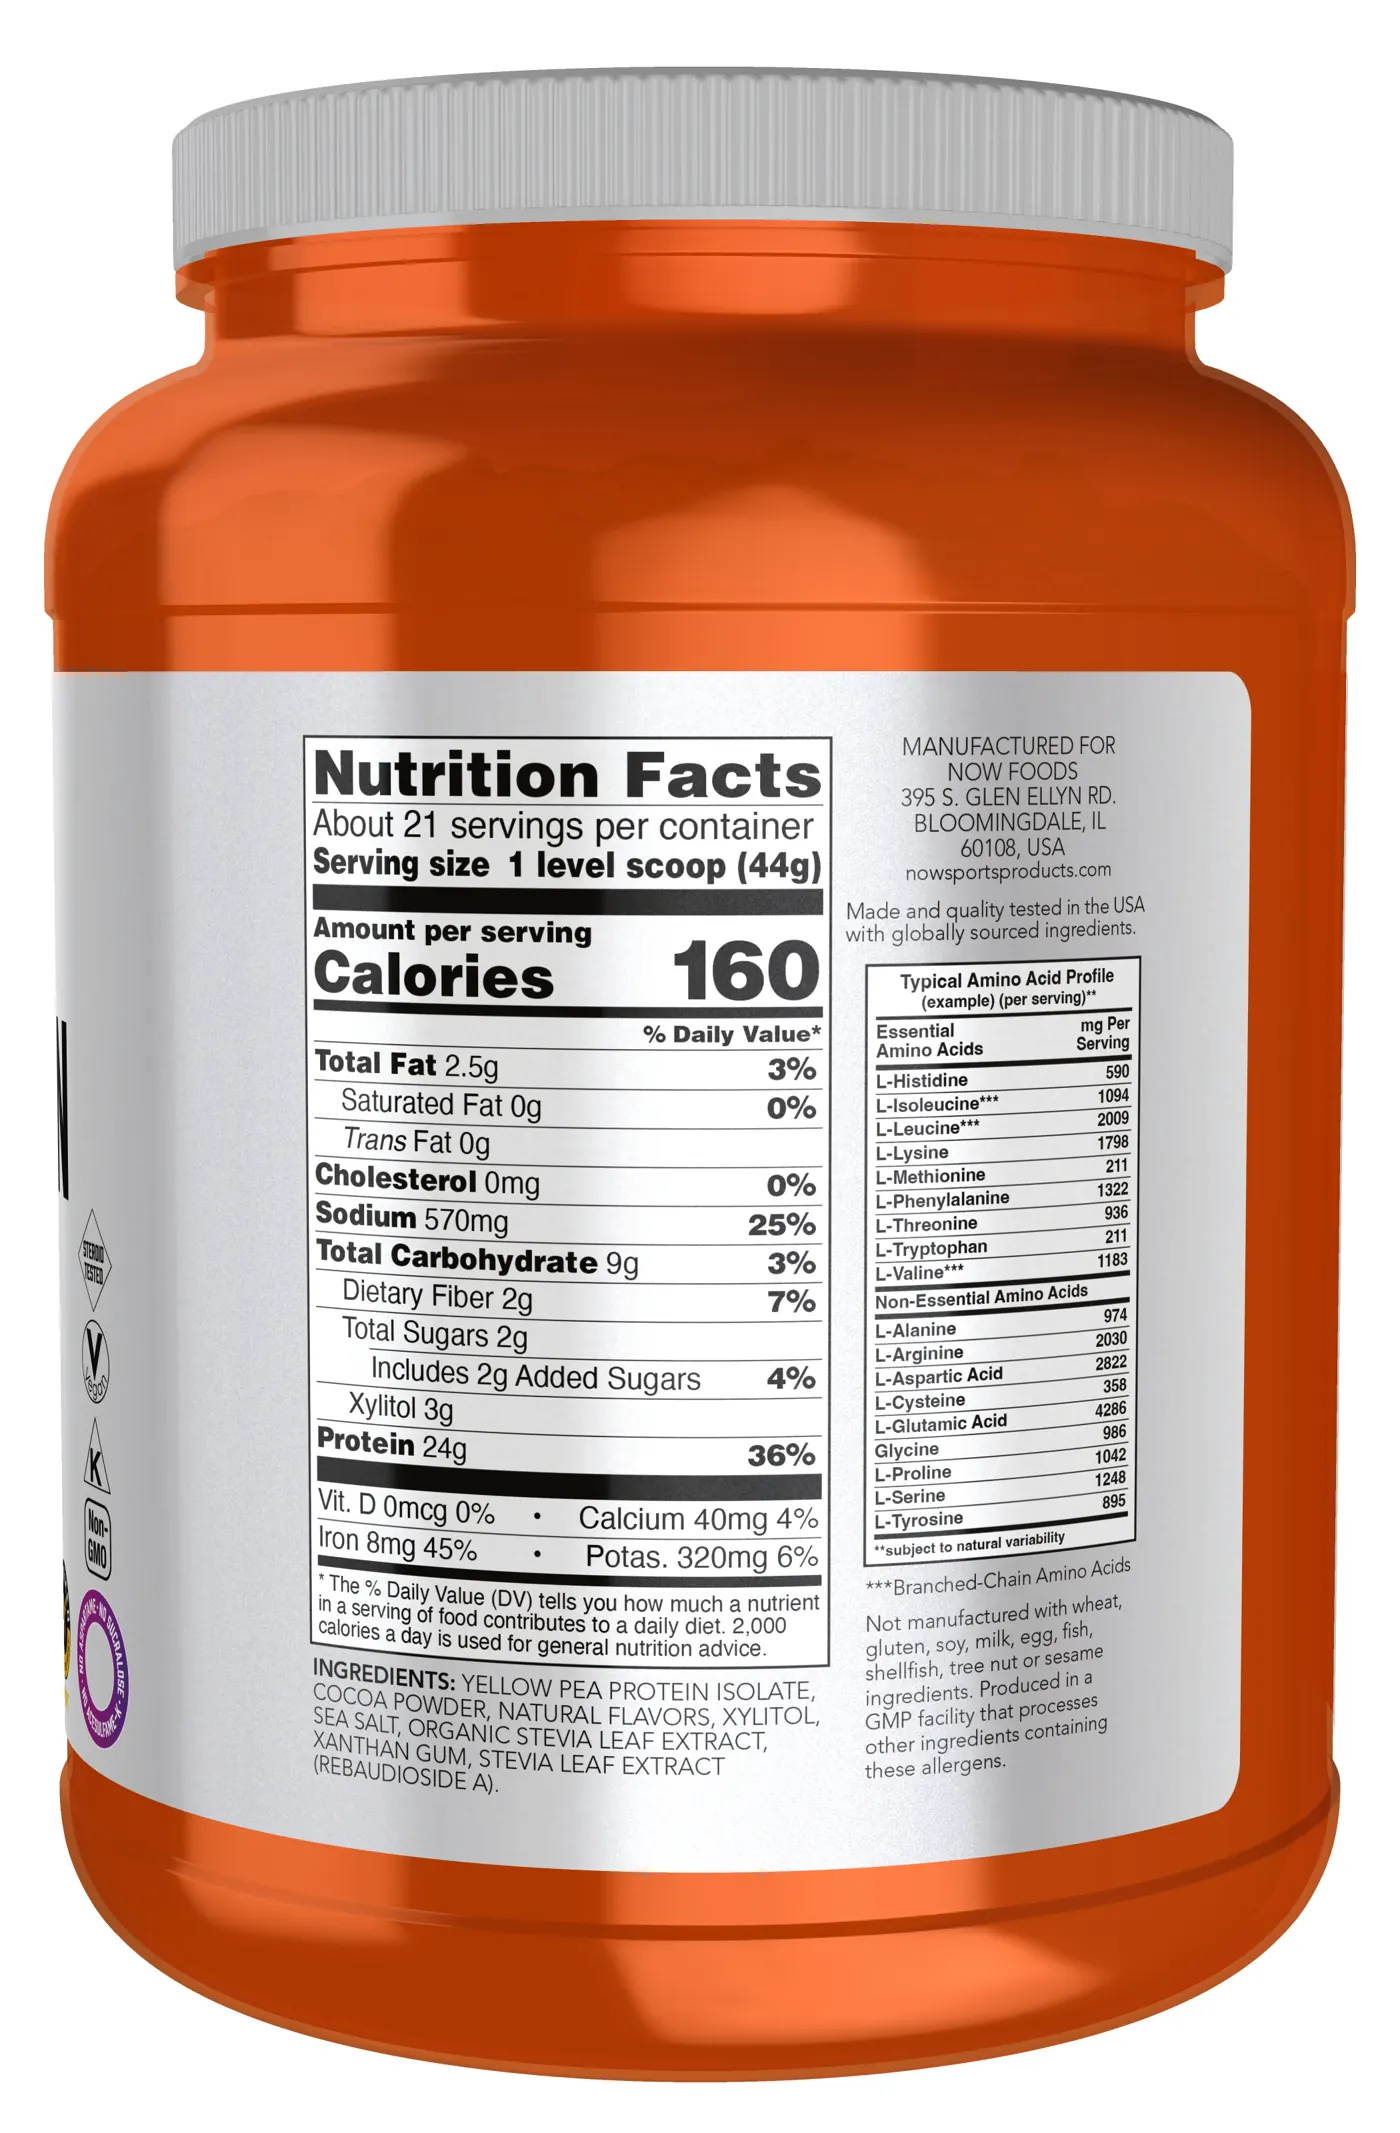 Nutrition Facts
About 21 servings per container
Serving size 1 level scoop (44g)
Amount per serving
Calories 160
% Daily Value*
Total Fat 2.5g 3%
Saturated Fat 0g 0%
Trans Fat 0g
Cholesterol 0mg 0%
Sodium 570mg 25%
Total Carbohydrate 9g 3%
Dietary Fiber 2g 7%
Total Sugars 2g
Includes 2g Added Sugars 4%
Xylitol 3g
Protein 24g 36%
Vit. D 0mcg 0% • Calcium 40mg 4%
Iron 8mg 45% • Potas. 320mg 6%
* The % Daily Value (DV) tells you how much a nutrient
in a serving of food contributes to a daily diet. 2,000
calories a day is used for general nutrition advice.
INGREDIENTS: YELLOW PEA PROTEIN ISOLATE,
COCOA POWDER, NATURAL FLAVORS, XYLITOL,
SEA SALT, ORGANIC STEVIA LEAF EXTRACT,
XANTHAN GUM, STEVIA LEAF EXTRACT
(REBAUDIOSIDE A).
MANUFACTURED FOR
NOW FOODS
395 S. GLEN ELLYN RD.
BLOOMINGDALE, IL
60108, USA
nowsportsproducts.com
Made and quality tested in the USA
with globally sourced ingredients.
Typical Amino Acid Profile
(example) (per serving)**
Essential mg Per
Amino Acids Serving
L-Histidine 590
L-Isoleucine*** 1094
L-Leucine*** 2009
L-Lysine 1798
L-Methionine 211
L-Phenylalanine 1322
L-Threonine 936
L-Tryptophan 211
L-Valine*** 1183
Non-Essential Amino Acids
L-Alanine 974
L-Arginine 2030
L-Aspartic Acid 2822
L-Cysteine 358
L-Glutamic Acid 4286
Glycine 986
L-Proline 1042
L-Serine 1248
L-Tyrosine 895
**subject to natural variability
***Branched-Chain Amino Acids
Not manufactured with wheat,
gluten, soy, milk, egg, fish,
shellfish, tree nut or sesame
ingredients. Produced in a
GMP facility that processes
other ingredients containing
these allergens.
N
STEROID
TESTED
V
Vegan
K
Non-
GMO
NO ASPARTAME • NO SUCRALOSE • NO ACESULFAME-K •